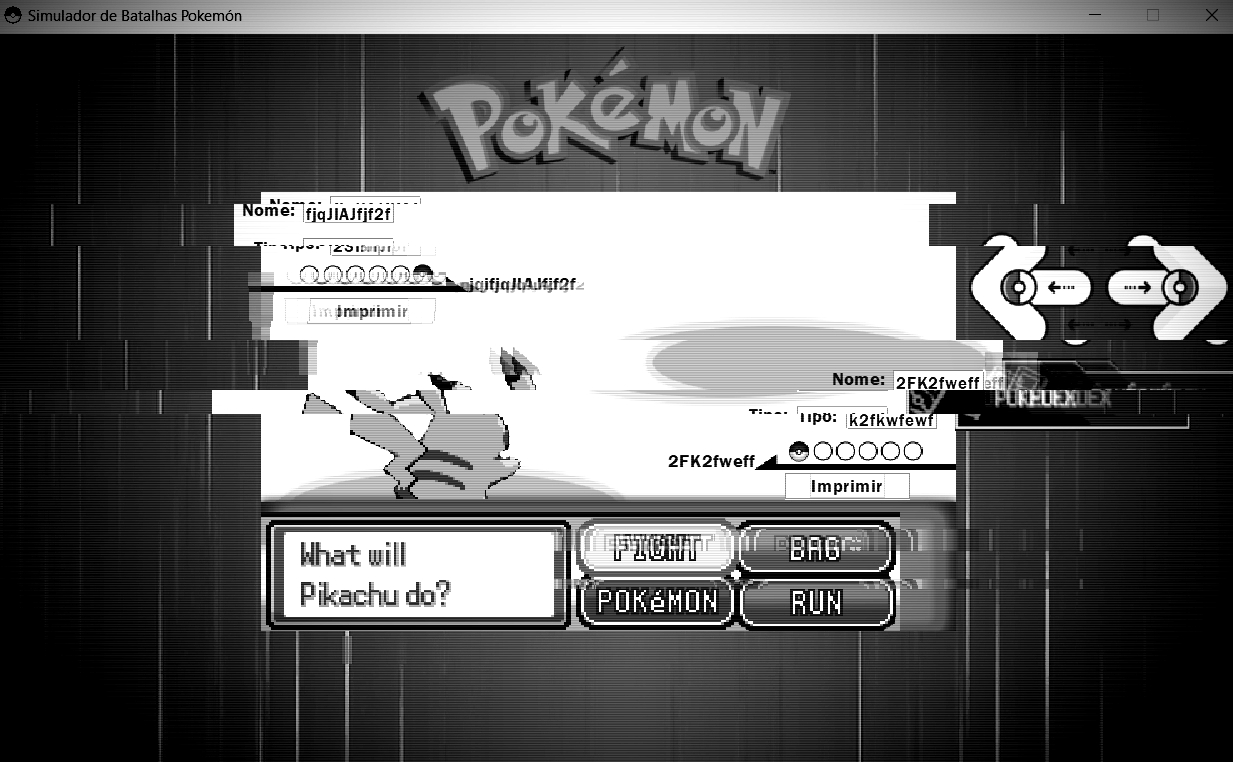 Simulador de Batalhas Pokemón
POKéMON
Nome: fjqJIAJfjf2f
Imprimir
Nome: 2FK2fweff
Tipo: k2fkwfewf
2FK2fweff
Imprimir
What will
Pikachu do?
FIGHT BAG
POKéMON RUN